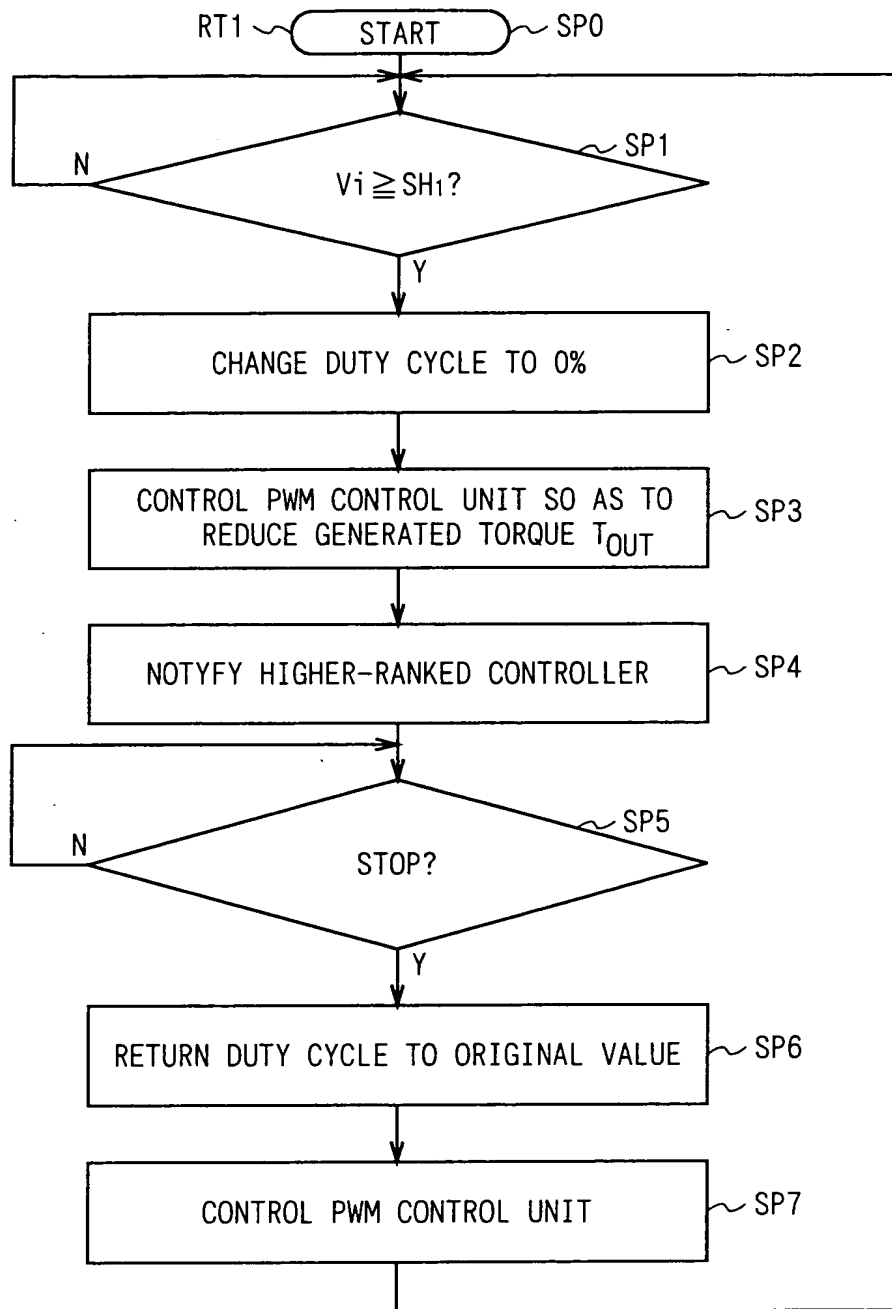 RT1 START SP0
SP1
N
Vi≧SH1?
Y
CHANGE DUTY CYCLE TO 0% SP2
CONTROL PWM CONTROL UNIT SO AS TO
REDUCE GENERATED TORQUE TOUT
SP3
NOTYFY HIGHER-RANKED CONTROLLER SP4
SP5
N
STOP?
Y
RETURN DUTY CYCLE TO ORIGINAL VALUE SP6
CONTROL PWM CONTROL UNIT SP7